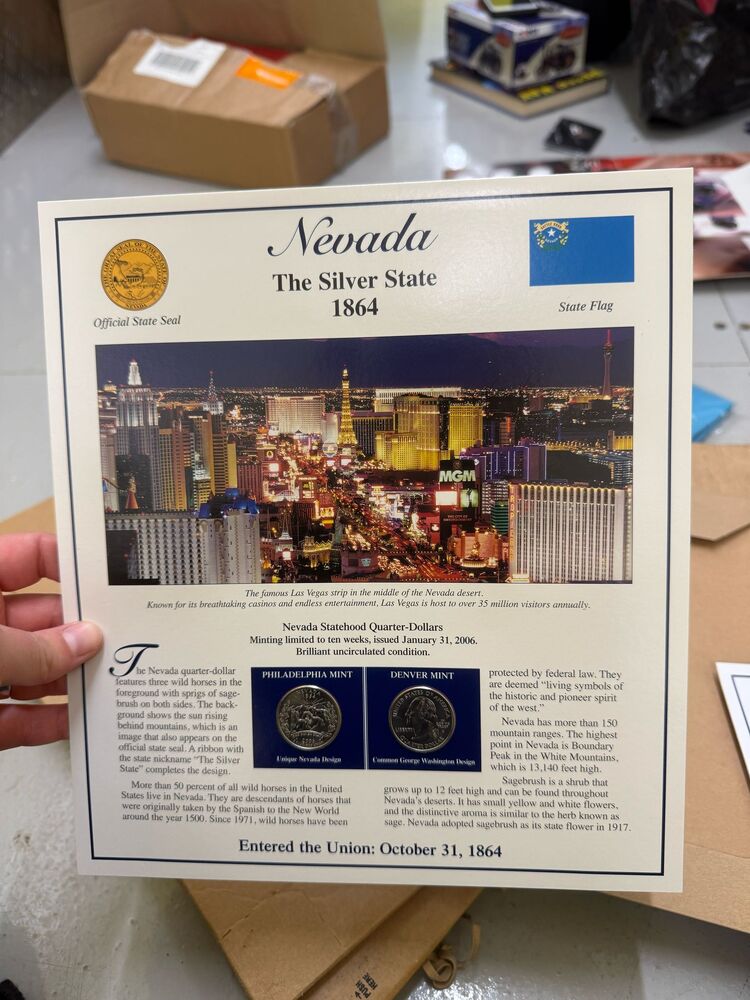 Nevada
The Silver State
1864
Official State Seal
State Flag
MGM
The famous Las Vegas strip in the middle of the Nevada desert.
Known for its breathtaking casinos and endless entertainment, Las Vegas is host to over 35 million visitors annually.
Nevada Statehood Quarter-Dollars
Minting limited to ten weeks, issued January 31, 2006.
Brilliant uncirculated condition.
The Nevada quarter-dollar
features three wild horses in the
foreground with sprigs of sage-
brush on both sides. The back-
ground shows the sun rising
behind mountains, which is an
image that also appears on the
official state seal. A ribbon with
the state nickname “The Silver
State” completes the design.
More than 50 percent of all wild horses in the United
States live in Nevada. They are descendants of horses that
were originally taken by the Spanish to the New World
around the year 1500. Since 1971, wild horses have been
PHILADELPHIA MINT
Unique Nevada Design
DENVER MINT
LIBERTY
Common George Washington Design
protected by federal law. They
are deemed “living symbols of
the historic and pioneer spirit
of the west.”
Nevada has more than 150
mountain ranges. The highest
point in Nevada is Boundary
Peak in the White Mountains,
which is 13,140 feet high.
Sagebrush is a shrub that
grows up to 12 feet high and can be found throughout
Nevada's deserts. It has small yellow and white flowers,
and the distinctive aroma is similar to the herb known as
sage. Nevada adopted sagebrush as its state flower in 1917.
Entered the Union: October 31, 1864
HERE